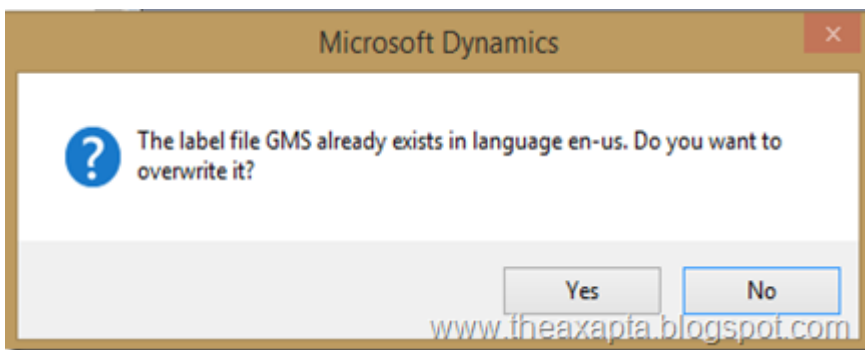 Microsoft Dynamics
The label file GMS already exists in language en-us. Do you want to
overwrite it?
Yes
No
www.theaxapta.blogspot.com